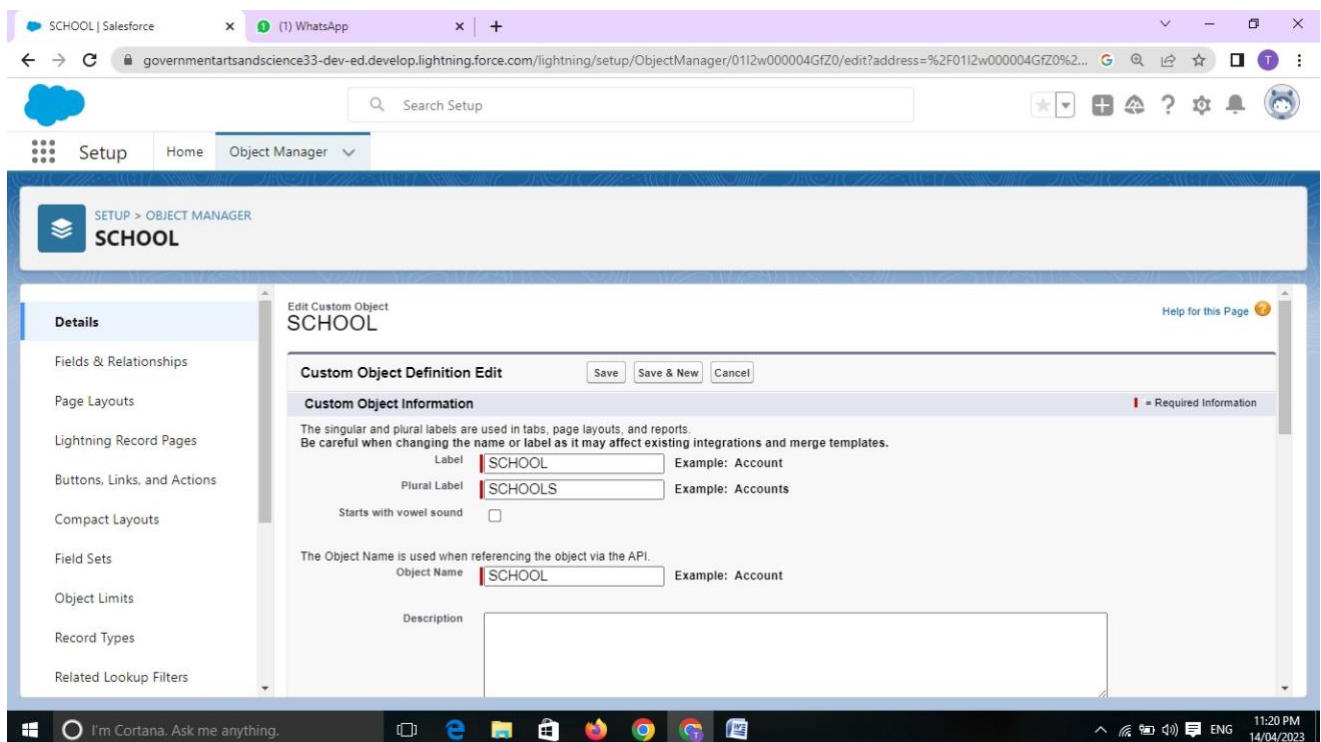 SCHOOL | Salesforce
(1) WhatsApp
governmentartsandscience33-dev-ed.develop.lightning.force.com/lightning/setup/ObjectManager/01I2w000004GfZ0/edit?address=%2F01I2w000004GfZ0%2...
T
Search Setup
Setup Home Object Manager
SETUP > OBJECT MANAGER
SCHOOL
Details
Fields & Relationships
Page Layouts
Lightning Record Pages
Buttons, Links, and Actions
Compact Layouts
Field Sets
Object Limits
Record Types
Related Lookup Filters
Edit Custom Object
SCHOOL
Help for this Page
Custom Object Definition Edit Save Save & New Cancel
Custom Object Information = Required Information
The singular and plural labels are used in tabs, page layouts, and reports.
Be careful when changing the name or label as it may affect existing integrations and merge templates.
Label SCHOOL Example: Account
Plural Label SCHOOLS Example: Accounts
Starts with vowel sound
The Object Name is used when referencing the object via the API.
Object Name SCHOOL Example: Account
Description
I'm Cortana. Ask me anything.
ENG
11:20 PM
14/04/2023